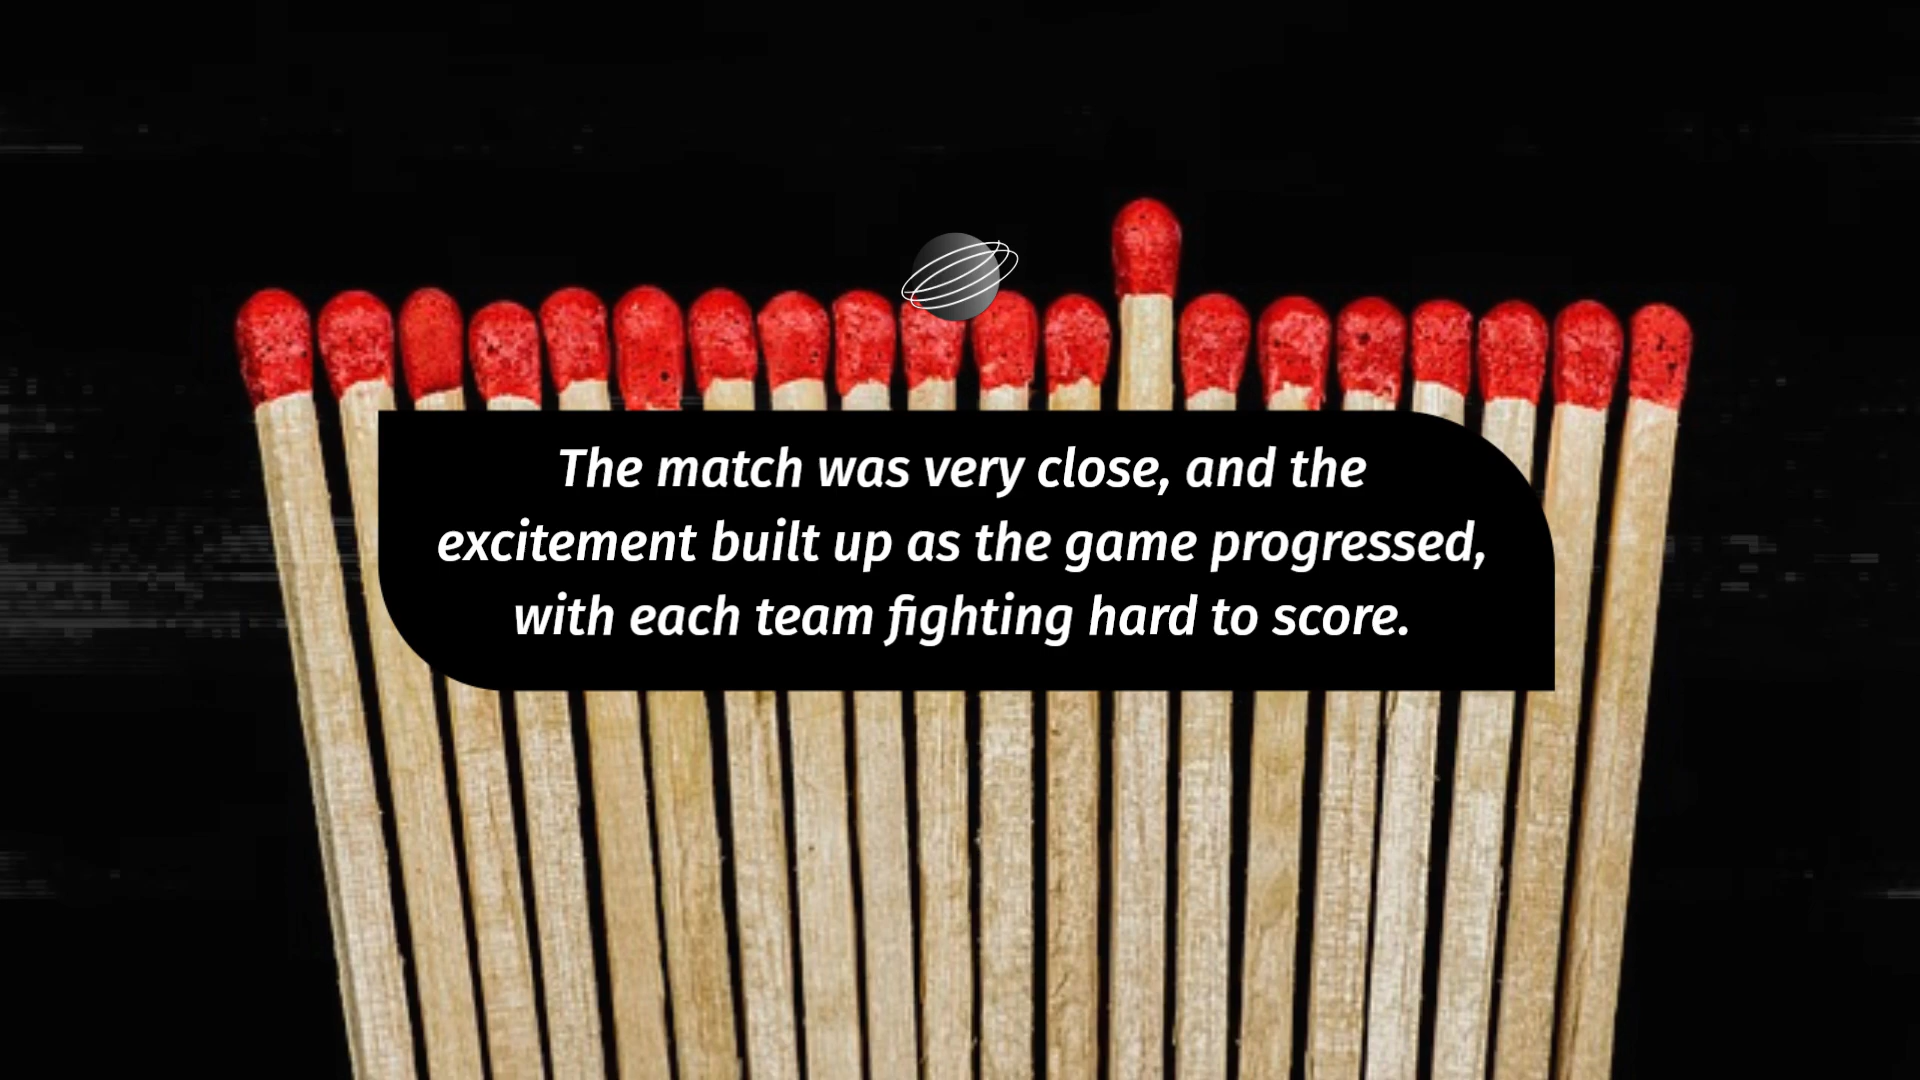 The match was very close, and the
excitement built up as the game progressed,
with each team fighting hard to score.